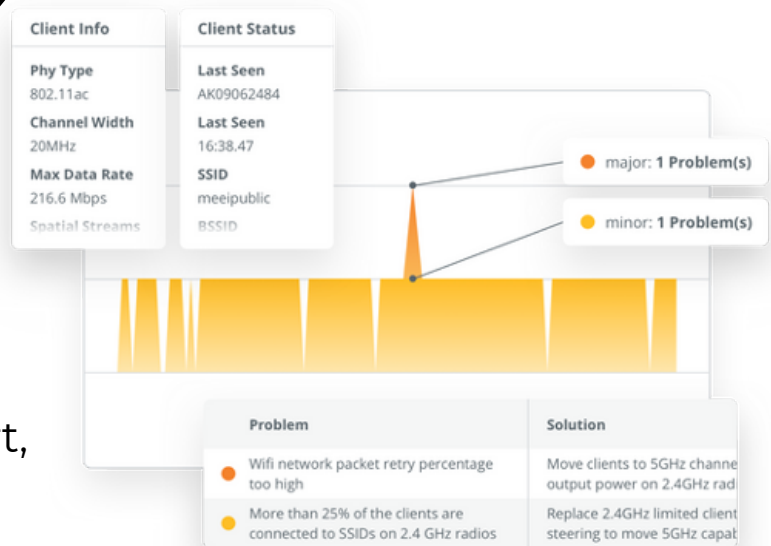 Client Info
Phy Type
802.11ac
Channel Width
20MHz
Max Data Rate
216.6 Mbps
Spatial Streams
Client Status
Last Seen
AK09062484
Last Seen
16:38.47
SSID
meeipublic
BSSID
major: 1 Problem(s)
minor: 1 Problem(s)
t,
Problem
Solution
Wifi network packet retry percentage
too high
Move clients to 5GHz channe
output power on 2.4GHz rad
More than 25% of the clients are
connected to SSIDs on 2.4 GHz radios
Replace 2.4GHz limited client
steering to move 5GHz capab